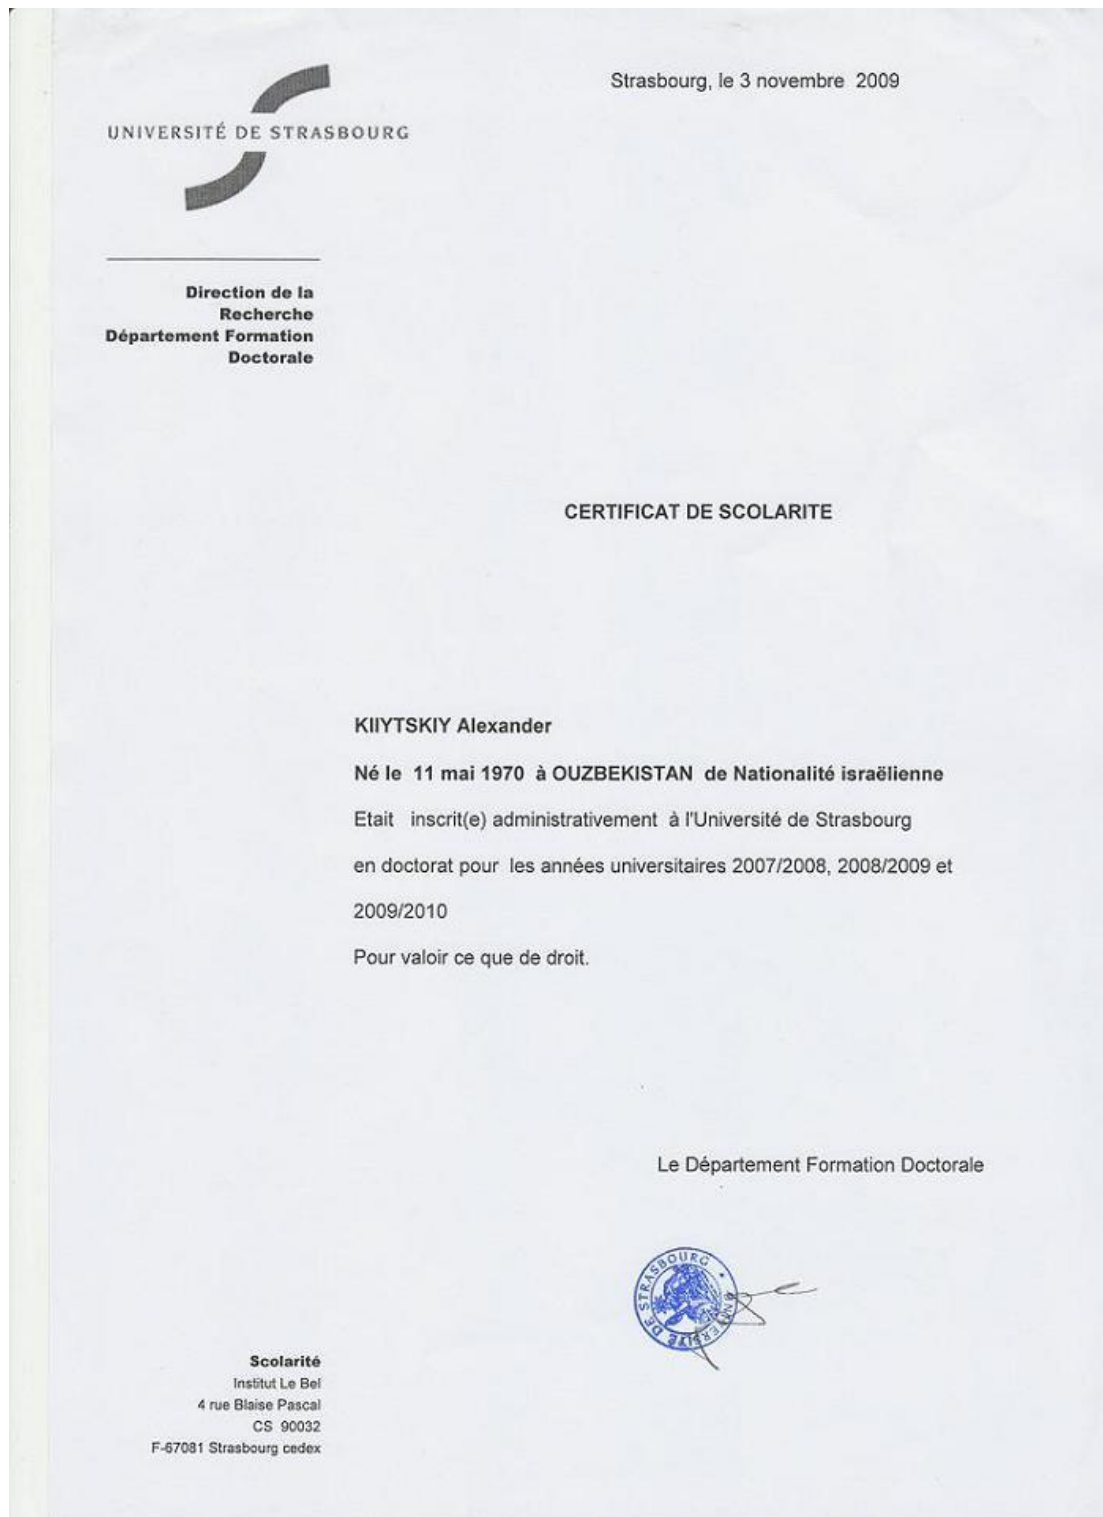 Strasbourg, le 3 novembre 2009
UNIVERSITÉ DE STRASBOURG
Direction de la
Recherche
Département Formation
Doctorale
CERTIFICAT DE SCOLARITE
KIIYTSKIY Alexander
Né le 11 mai 1970 à OUZBEKISTAN de Nationalité israëlienne
Etait inscrit(e) administrativement à l'Université de Strasbourg
en doctorat pour les années universitaires 2007/2008, 2008/2009 et
2009/2010
Pour valoir ce que de droit.
Le Département Formation Doctorale
UNIVERSITÉ DE STRASBOURG
Scolarité
Institut Le Bel
4 rue Blaise Pascal
CS 90032
F-67081 Strasbourg cedex